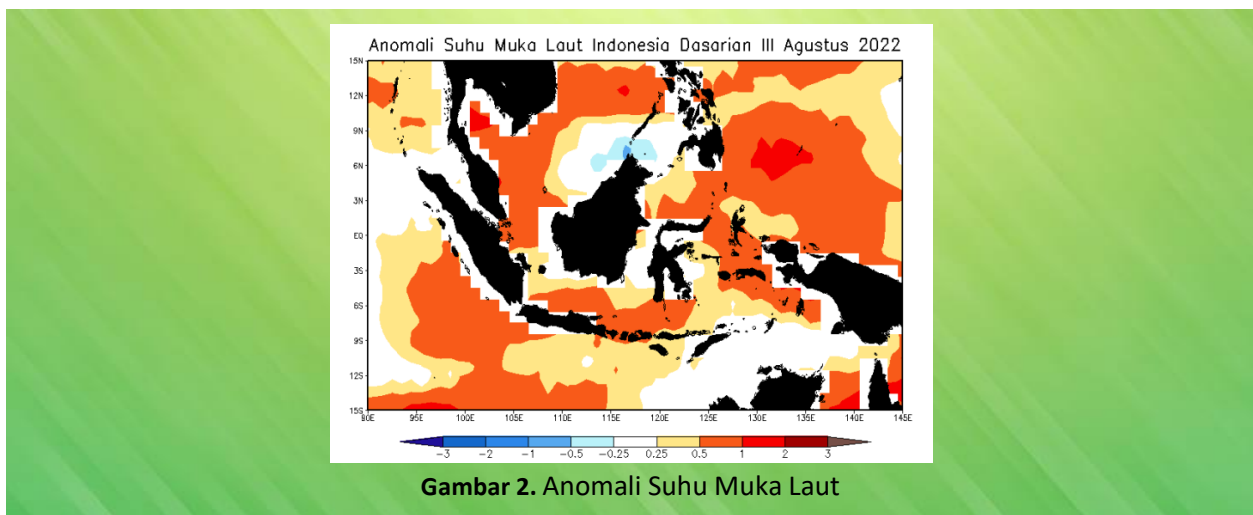 Anomali Suhu Muka Laut Indonesia Dasarian III Agustus 2022
15N
12N
9N
6N
3N
EQ
3S
6S
9S
12S
15S
90E 95E 100E 105E 110E 115E 120E 125E 130E 135E 140E 145E
-3 -2 -1 -0.5 -0.25 0.25 0.5 1 2 3
Gambar 2. Anomali Suhu Muka Laut